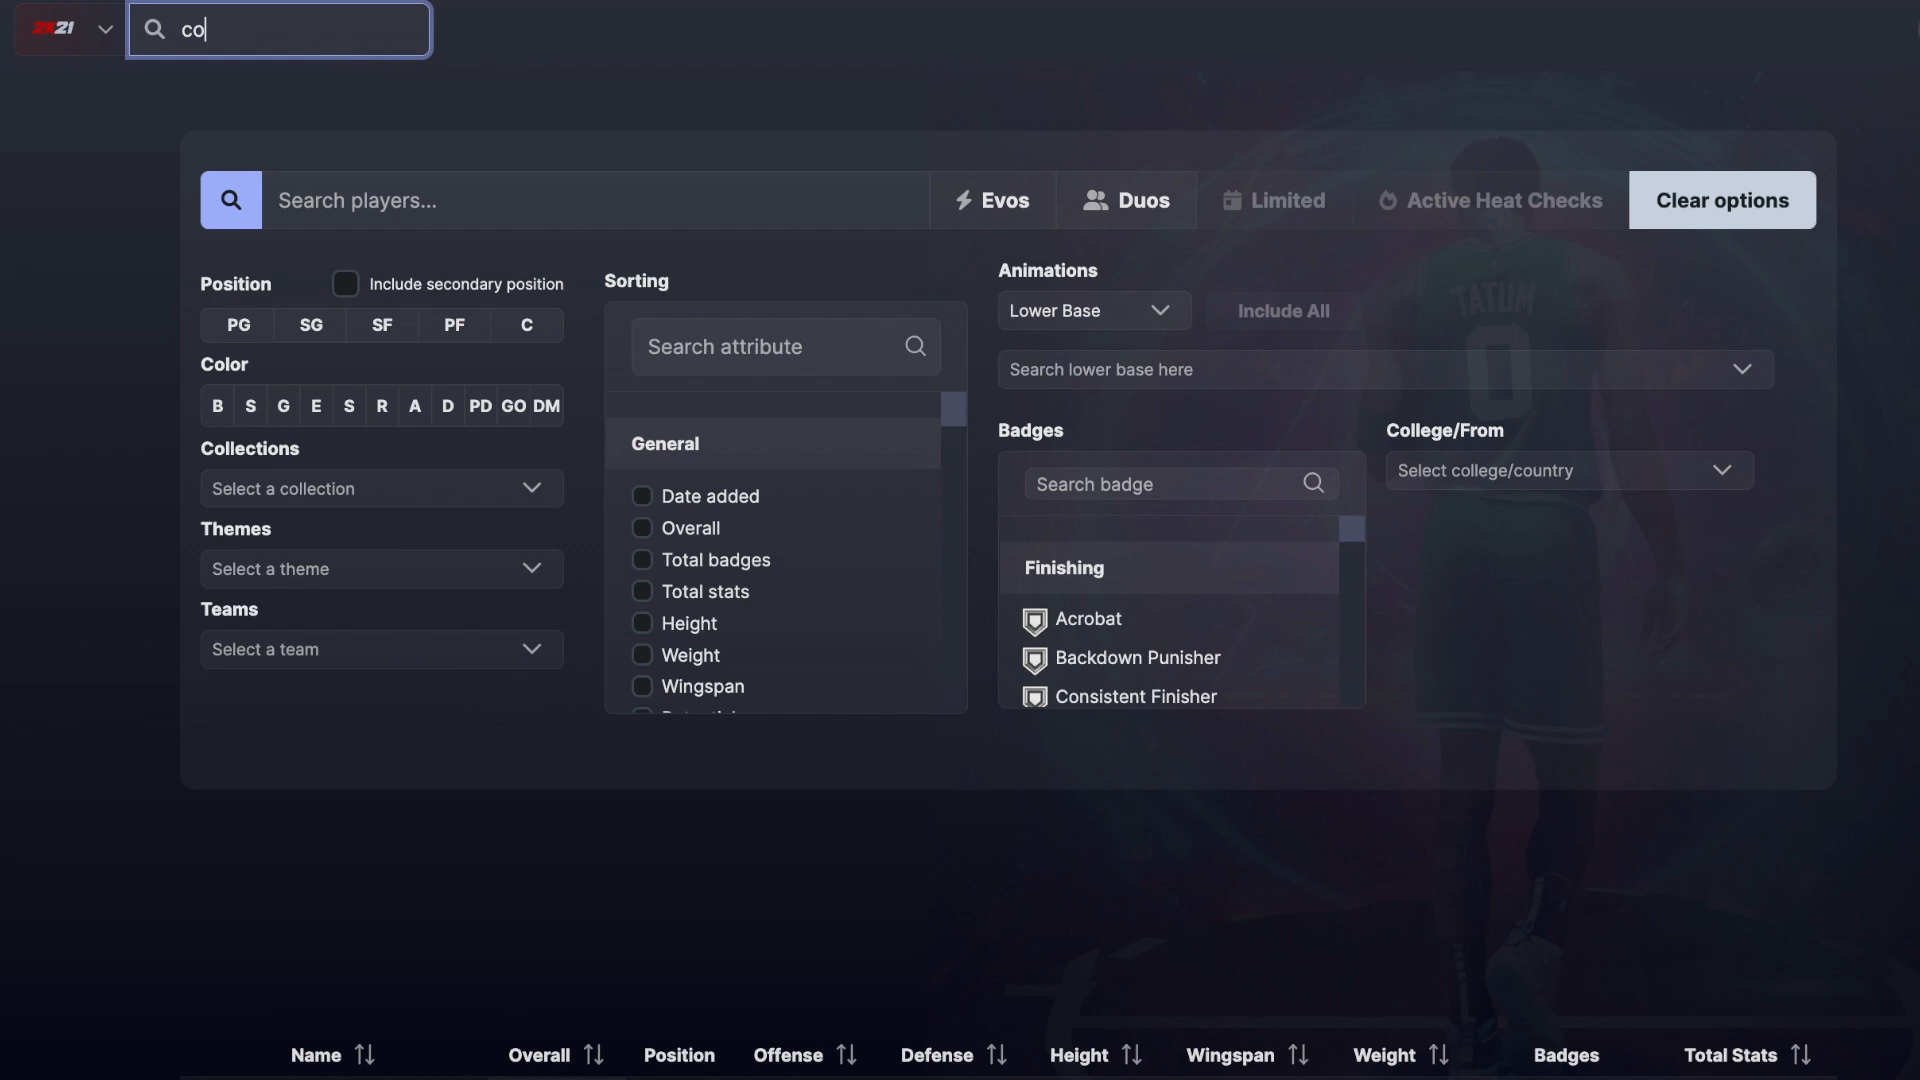 2K21
co
Search players...
Evos
Duos
Limited
Active Heat Checks
Clear options
Position
Include secondary position
PG SG SF PF C
Color
B S G E S R A D PD GO DM
Collections
Select a collection
Themes
Select a theme
Teams
Select a team
Sorting
Search attribute
General
Date added
Overall
Total badges
Total stats
Height
Weight
Wingspan
Animations
Lower Base
Include All
Search lower base here
Badges
Search badge
Finishing
Acrobat
Backdown Punisher
Consistent Finisher
College/From
Select college/country
TATUM
0
Name Overall Position Offense Defense Height Wingspan Weight Badges Total Stats